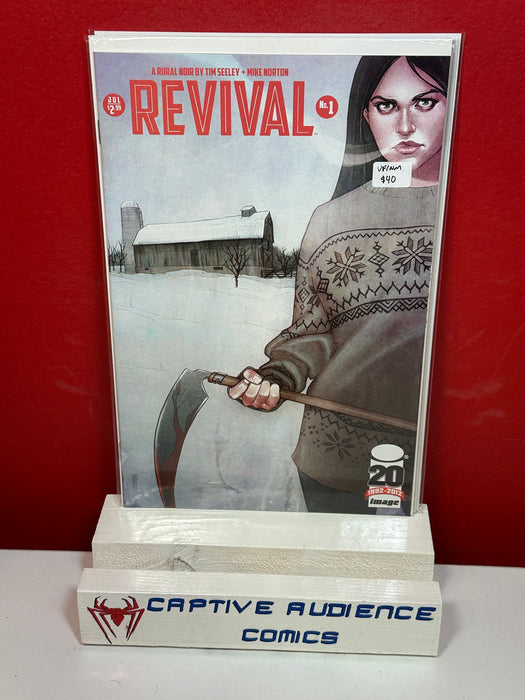 A RURAL NOIR BY TIM SEELEY + MIKE NORTON
JUL
$2.99
REVIVAL
No.1
VF/NM
$40
20
1992-2012
image
CAPTIVE AUDIENCE
COMICS